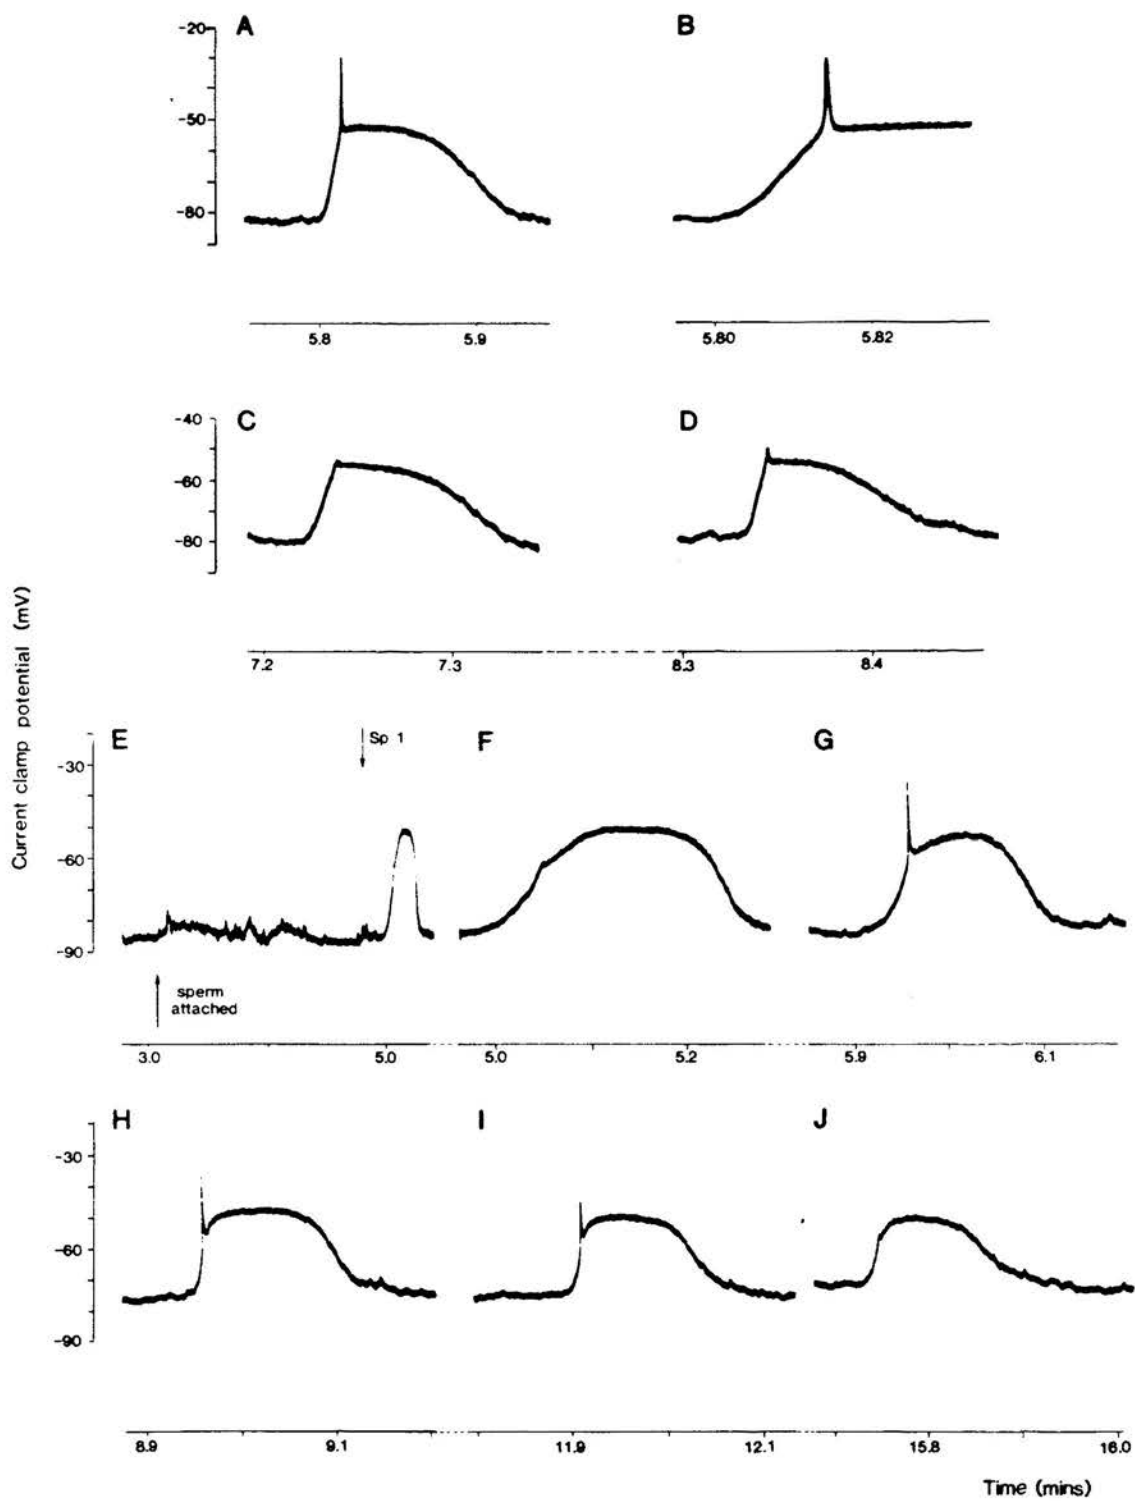 A B
-20
-50
-80
5.8 5.9 5.80 5.82
C D
-40
-60
-80
7.2 7.3 8.3 8.4
Current clamp potential (mV)
E Sp 1 F G
-30
-60
-90
sperm
attached
3.0 5.0 5.0 5.2 5.9 6.1
H I J
-30
-60
-90
8.9 9.1 11.9 12.1 15.8 16.0
Time (mins)